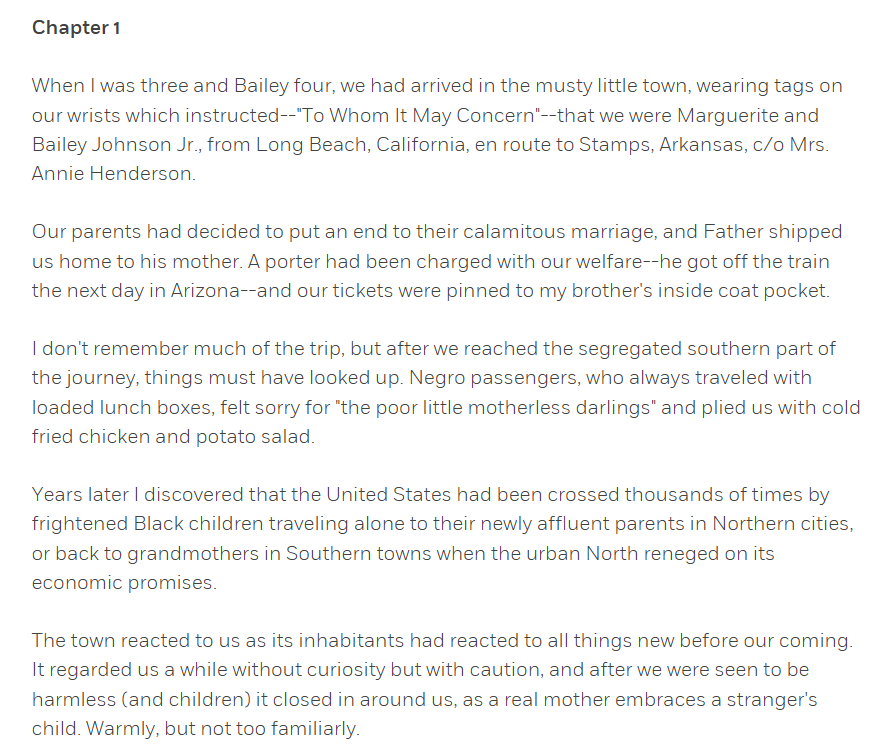 Chapter 1
When I was three and Bailey four, we had arrived in the musty little town, wearing tags on
our wrists which instructed--"To Whom It May Concern"--that we were Marguerite and
Bailey Johnson Jr., from Long Beach, California, en route to Stamps, Arkansas, c/o Mrs.
Annie Henderson.
Our parents had decided to put an end to their calamitous marriage, and Father shipped
us home to his mother. A porter had been charged with our welfare--he got off the train
the next day in Arizona--and our tickets were pinned to my brother's inside coat pocket.
I don't remember much of the trip, but after we reached the segregated southern part of
the journey, things must have looked up. Negro passengers, who always traveled with
loaded lunch boxes, felt sorry for "the poor little motherless darlings" and plied us with cold
fried chicken and potato salad.
Years later I discovered that the United States had been crossed thousands of times by
frightened Black children traveling alone to their newly affluent parents in Northern cities,
or back to grandmothers in Southern towns when the urban North reneged on its
economic promises.
The town reacted to us as its inhabitants had reacted to all things new before our coming.
It regarded us a while without curiosity but with caution, and after we were seen to be
harmless (and children) it closed in around us, as a real mother embraces a stranger's
child. Warmly, but not too familiarly.